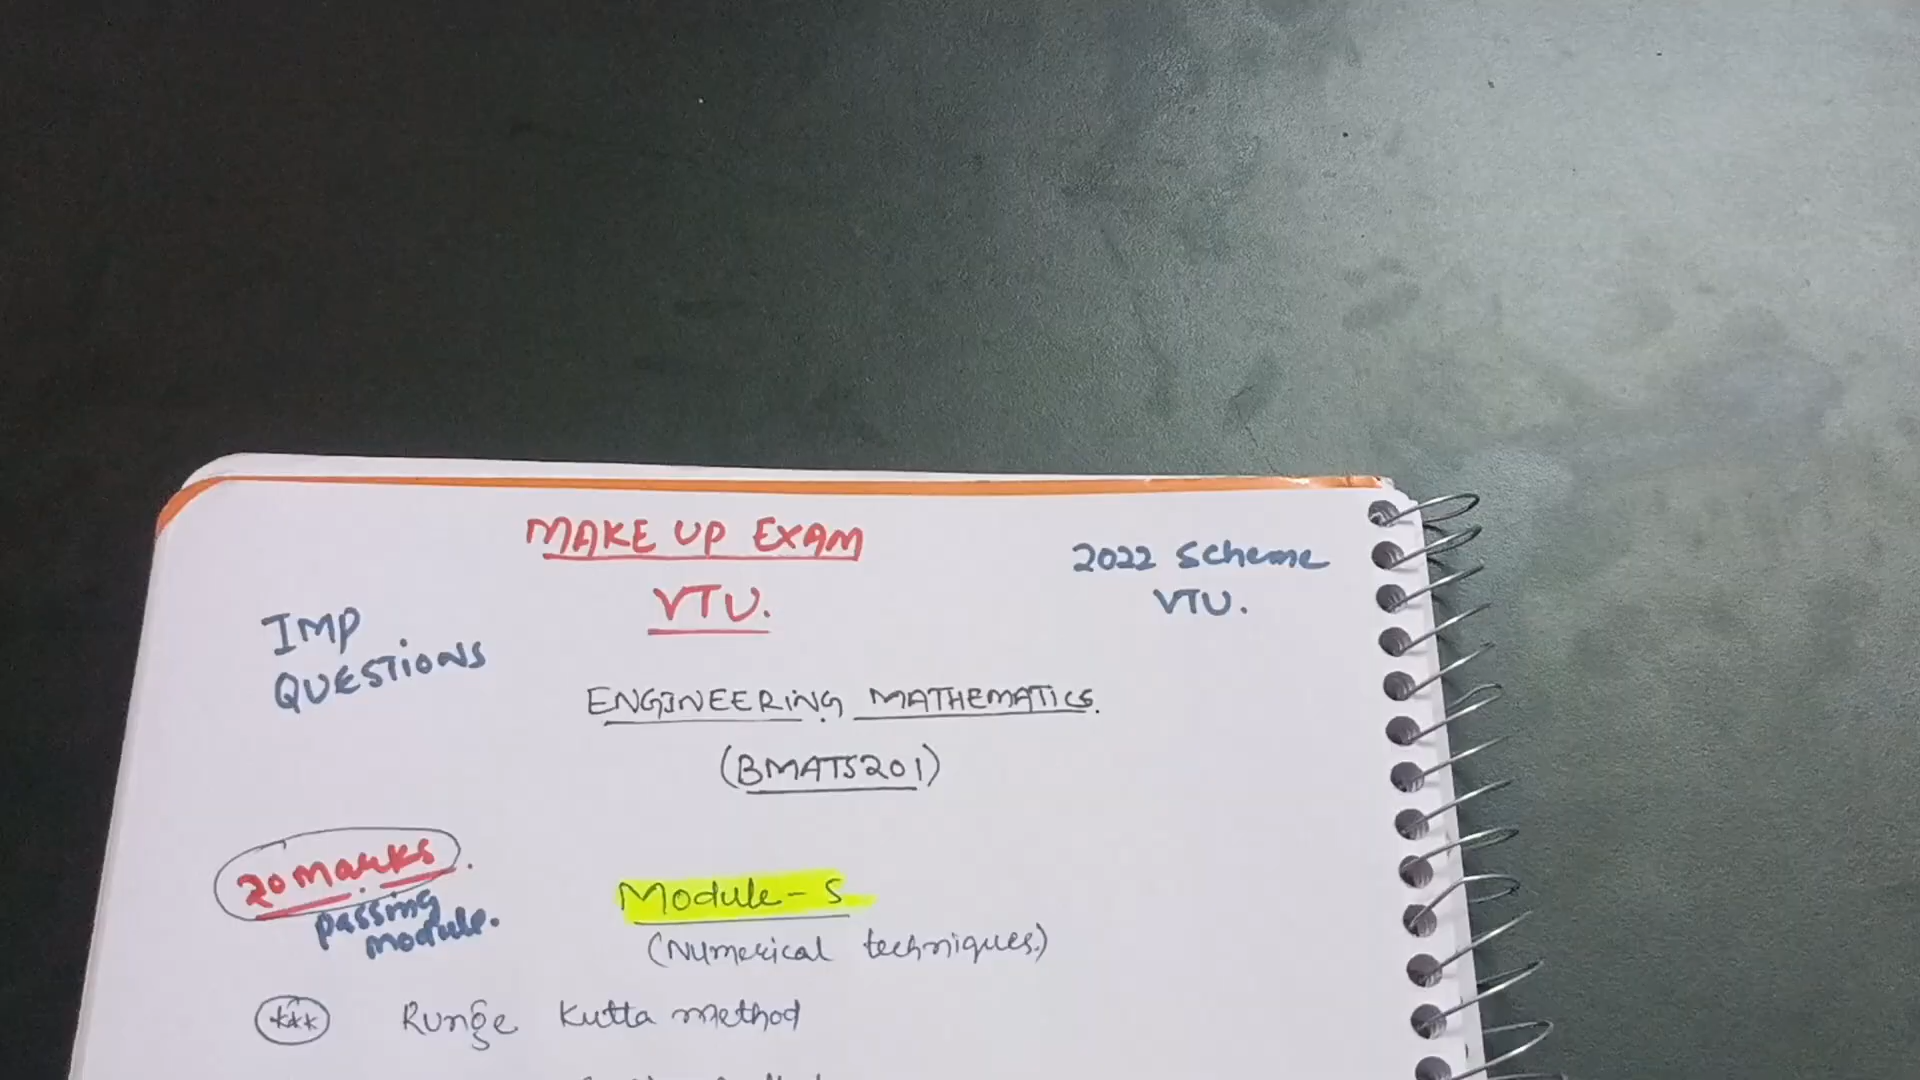 MAKE UP EXAM
VTU.
2022 Scheme
VTU.
IMP
QUESTIONS
ENGINEERING MATHEMATICS.
(BMATS201)
20 marks.
passing
module.
Module-5
(Numerical techniques)
*** Runge Kutta method